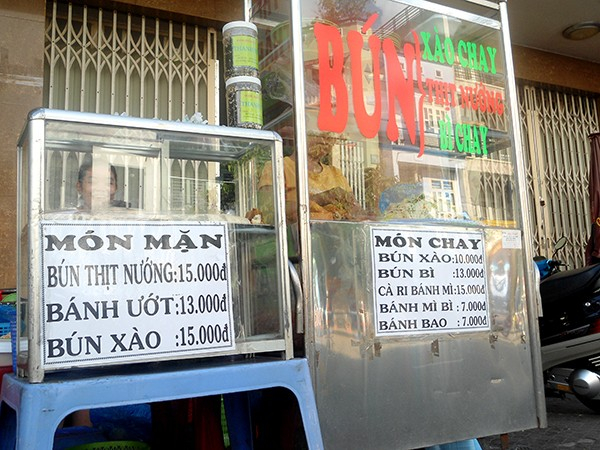 BÚN
XÀO CHAY
THỊT NƯỚNG
BÌ CHAY
MÓN MẶN
BÚN THỊT NƯỚNG:15.000đ
BÁNH ƯỚT:13.000đ
BÚN XÀO :15.000đ
MÓN CHAY
BÚN XÀO:10.000đ
BÚN BÌ :13.000đ
CÀ RI BÁNH MÌ:15.000đ
BÁNH MÌ BÌ : 7.000đ
BÁNH BAO : 7.000đ